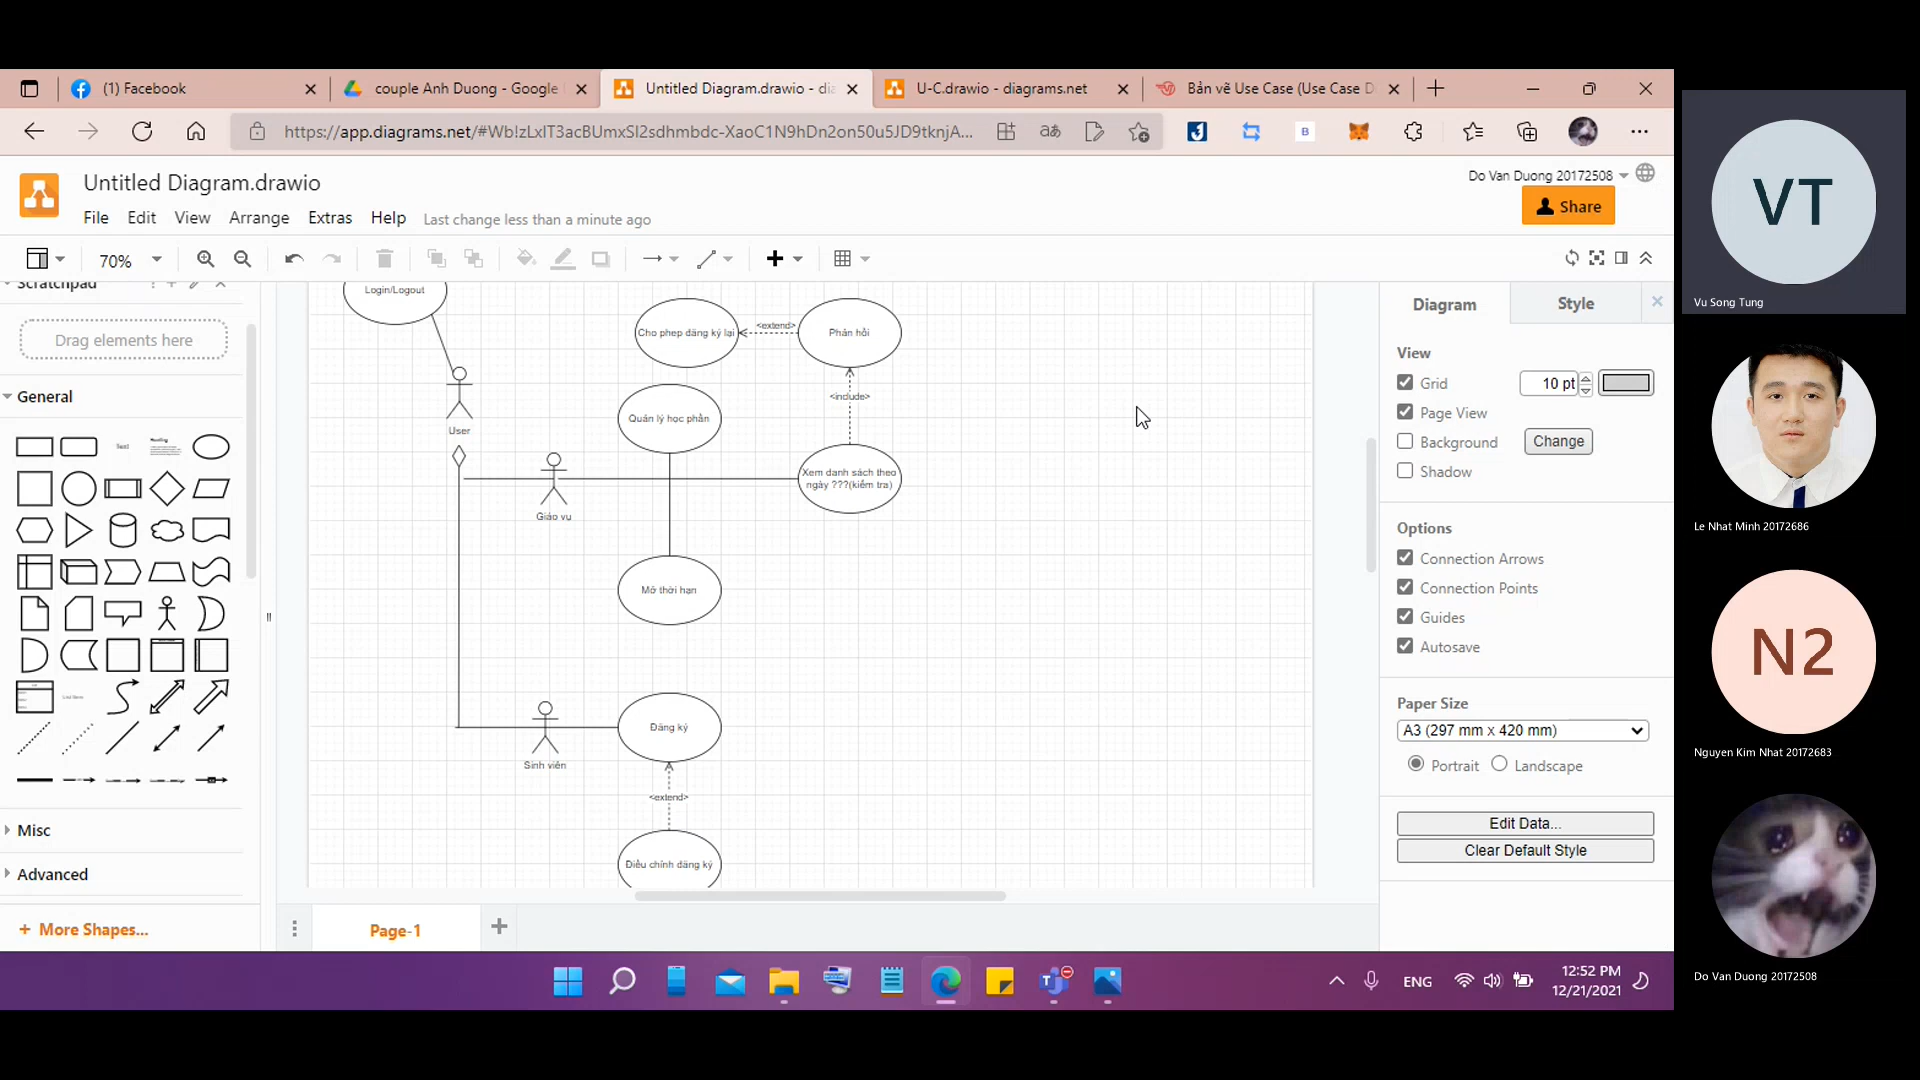 (1) Facebook
couple Anh Duong - Google
Untitled Diagram.drawio - dia
U-C.drawio - diagrams.net
Bản vẽ Use Case (Use Case D
https://app.diagrams.net/#Wb!zLxIT3acBUmxSI2sdhmbdc-XaoC1N9hDn2on50u5JD9tknjA...
Untitled Diagram.drawio
Do Van Duong 20172508
File Edit View Arrange Extras Help
Last change less than a minute ago
Share
70%
Scratchpad
Drag elements here
General
Text
Heading
List Item
Misc
Advanced
+ More Shapes...
Login/Logout
User
Cho phep đăng ký lại
<extend>
Phản hồi
<include>
Quản lý học phần
Xem danh sách theo
ngày ???(kiểm tra)
Giáo vụ
Mở thời hạn
Đăng ký
Sinh viên
<extend>
Điều chỉnh đăng ký
Page-1
Diagram
Style
View
Grid
10 pt
Page View
Background
Change
Shadow
Options
Connection Arrows
Connection Points
Guides
Autosave
Paper Size
A3 (297 mm x 420 mm)
Portrait
Landscape
Edit Data...
Clear Default Style
ENG
12:52 PM
12/21/2021
VT
Vu Song Tung
Le Nhat Minh 20172686
N2
Nguyen Kim Nhat 20172683
Do Van Duong 20172508